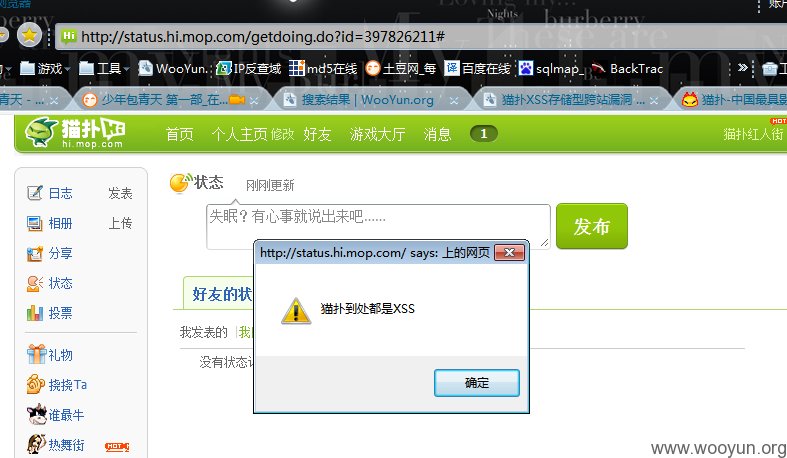 Loving my...
Nights
burberry
these are
http://status.hi.mop.com/getdoing.do?id=397826211#
游戏 工具 WooYun. IP反查域 md5在线 土豆网_每 百度在线 sqlmap BackTrac »
青天 - ... 少年包青天 第一部_在... 搜索结果 | WooYun.org 猫扑XSS存储型跨站漏洞 猫扑-中国最具影
猫扑 hi.mop.com 首页 个人主页 修改 好友 游戏大厅 消息 1 猫扑红人街 HOT
日志 发表
相册 上传
分享
状态
投票
礼物
挠挠Ta
谁最牛
热舞街 HOT
状态 刚刚更新
失眠？有心事就说出来吧......
发布
好友的状
我发表的 我
没有状态
http://status.hi.mop.com/ says: 上的网页
猫扑到处都是XSS
确定
www.wooyun.org